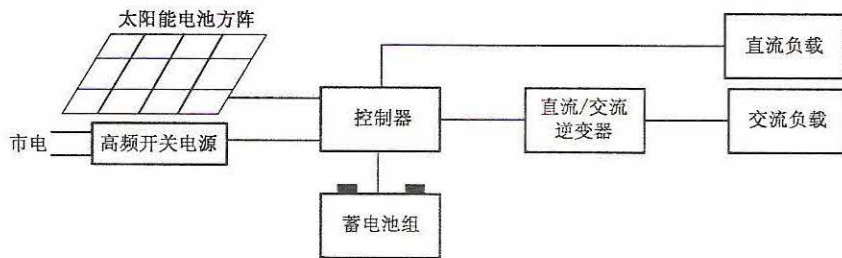 太阳能电池方阵
直流负载
控制器
直流/交流
逆变器
交流负载
市电
高频开关电源
蓄电池组